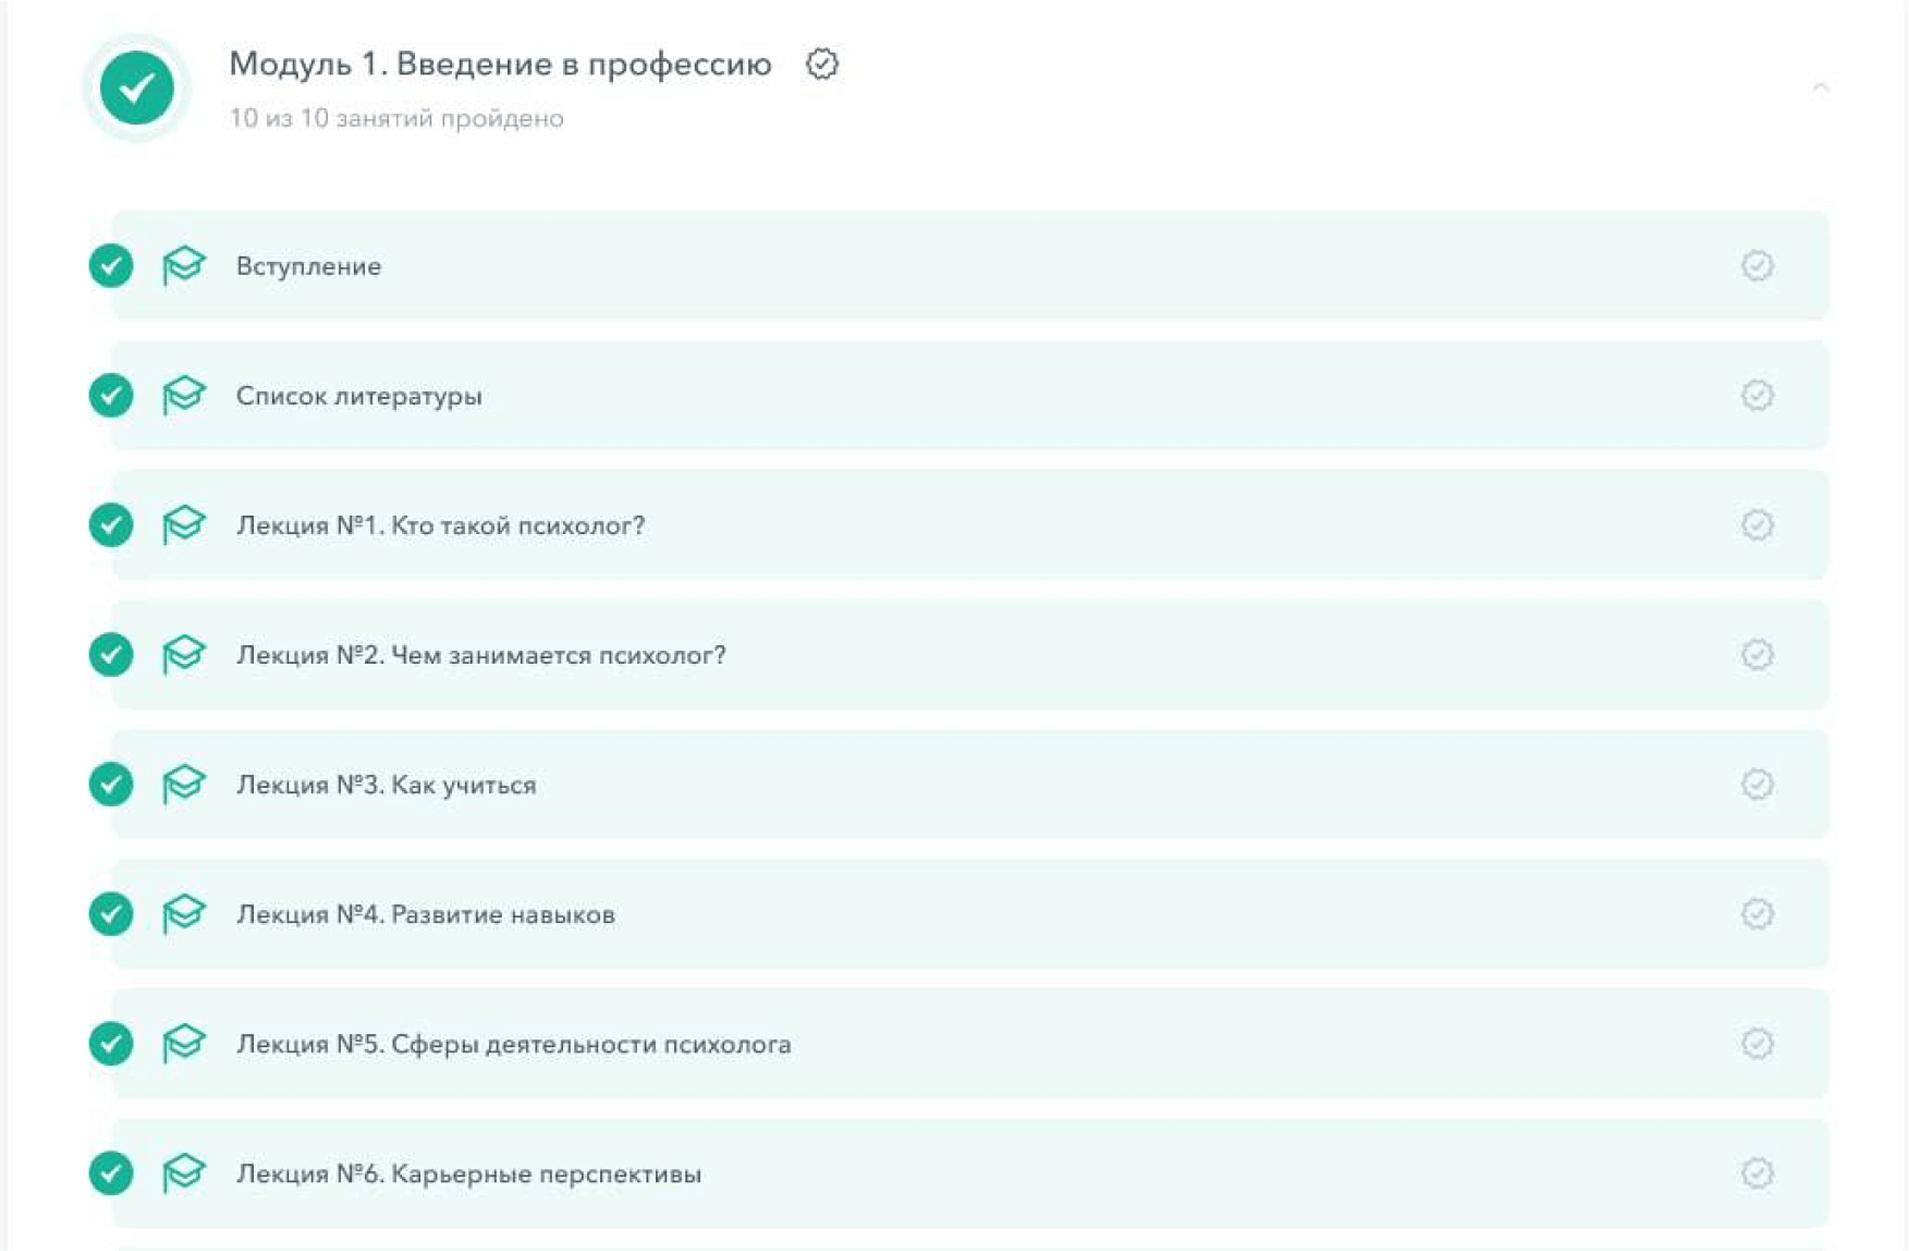 Модуль 1. Введение в профессию
10 из 10 занятий пройдено
Вступление
Список литературы
Лекция №1. Кто такой психолог?
Лекция №2. Чем занимается психолог?
Лекция №3. Как учиться
Лекция №4. Развитие навыков
Лекция №5. Сферы деятельности психолога
Лекция №6. Карьерные перспективы